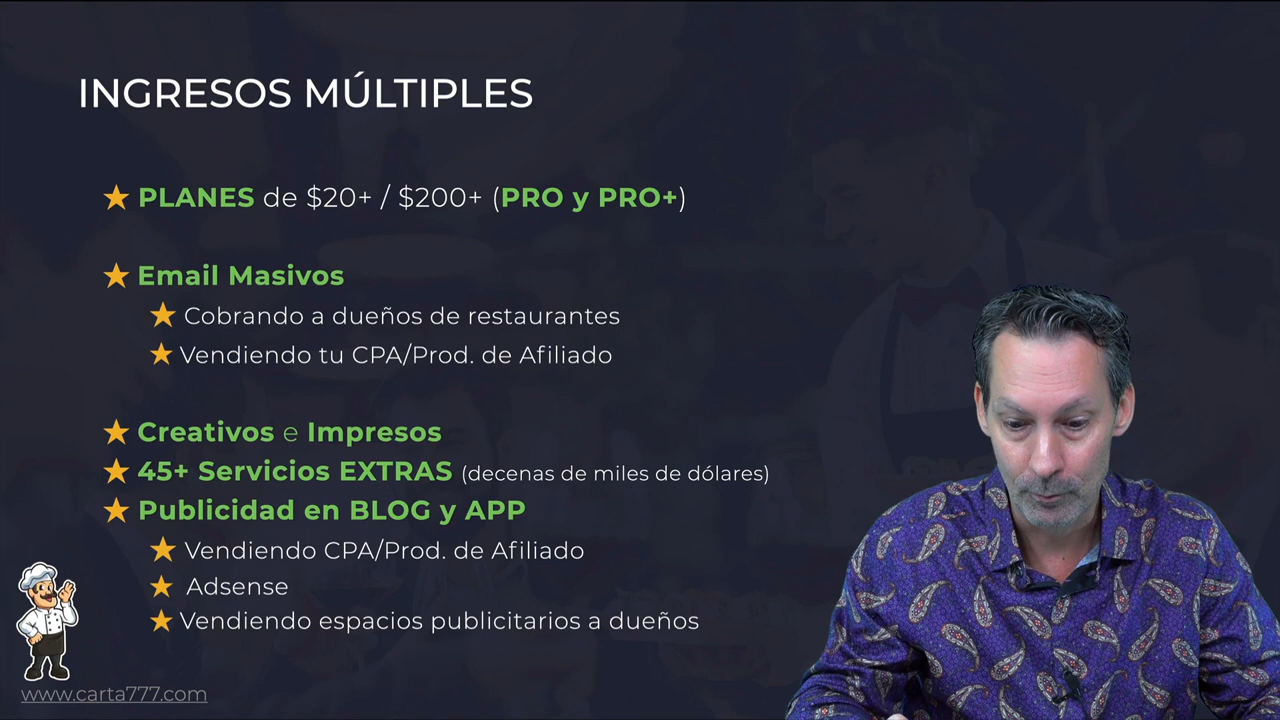 INGRESOS MÚLTIPLES
PLANES de $20+ / $200+ (PRO y PRO+)
Email Masivos
Cobrando a dueños de restaurantes
Vendiendo tu CPA/Prod. de Afiliado
Creativos e Impresos
45+ Servicios EXTRAS (decenas de miles de dólares)
Publicidad en BLOG y APP
Vendiendo CPA/Prod. de Afiliado
Adsense
Vendiendo espacios publicitarios a dueños
www.carta777.com